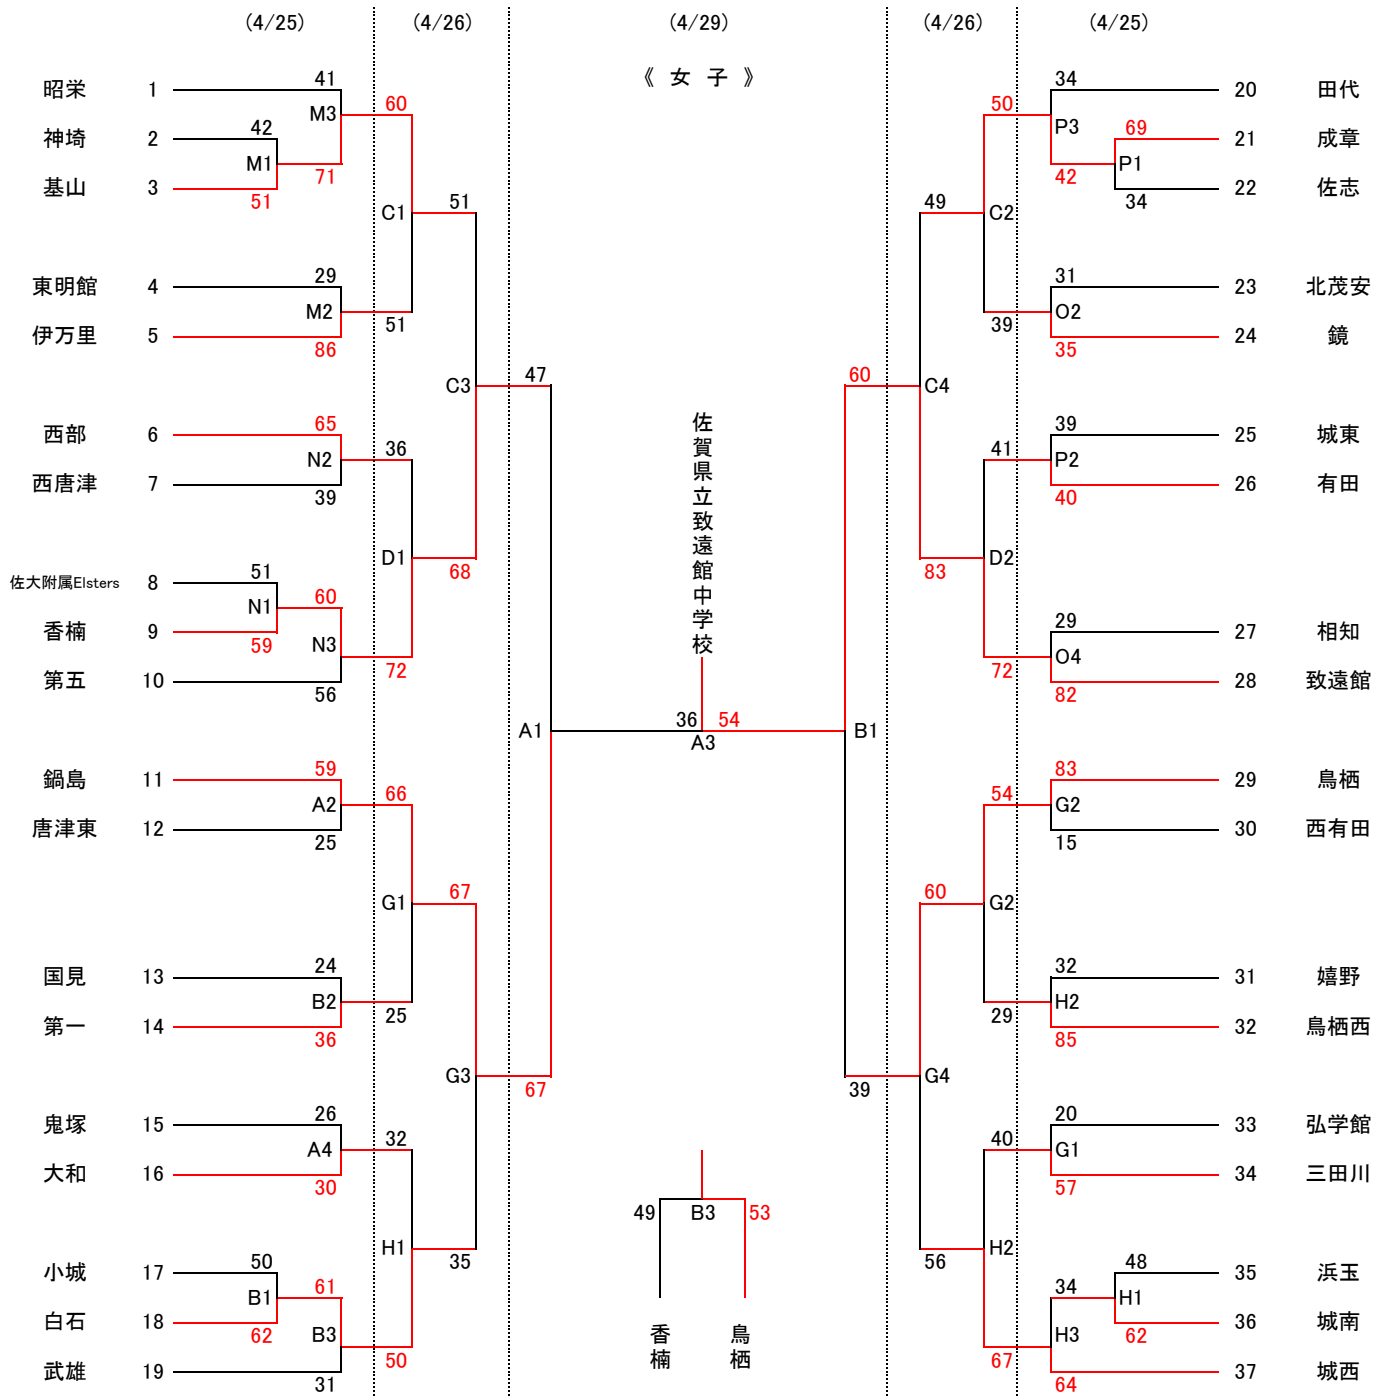 (4/25) (4/26) (4/29) (4/26) (4/25)
《 女 子 》
昭栄 1 41
神埼 2 42
基山 3 51
M1 71
M3 60
東明館 4 29
伊万里 5 86
M2 51
C1 51
西部 6 65
西唐津 7 39
N2 36
佐大附属Elsters 8 51
香楠 9 59
N1 60
第五 10 56
N3 72
D1 68
C3 47
鍋島 11 59
唐津東 12 25
A2 66
国見 13 24
第一 14 36
B2 25
G1 67
鬼塚 15 26
大和 16 30
A4 32
小城 17 50
白石 18 62
B1 61
武雄 19 31
B3 50
H1 35
G3 67
A1 36
佐賀県立致遠館中学校
A3
54 B1
49 B3 53
香楠 鳥栖
34 20 田代
69 21 成章
34 22 佐志
42 P1
50 P3
31 23 北茂安
35 24 鏡
39 O2
49 C2
39 25 城東
40 26 有田
41 P2
29 27 相知
82 28 致遠館
72 O4
83 D2
60 C4
83 29 鳥栖
15 30 西有田
54 G2
32 31 嬉野
85 32 鳥栖西
29 H2
60 G2
20 33 弘学館
57 34 三田川
40 G1
48 35 浜玉
62 36 城南
34 H1
64 37 城西
67 H3
56 H2
39 G4